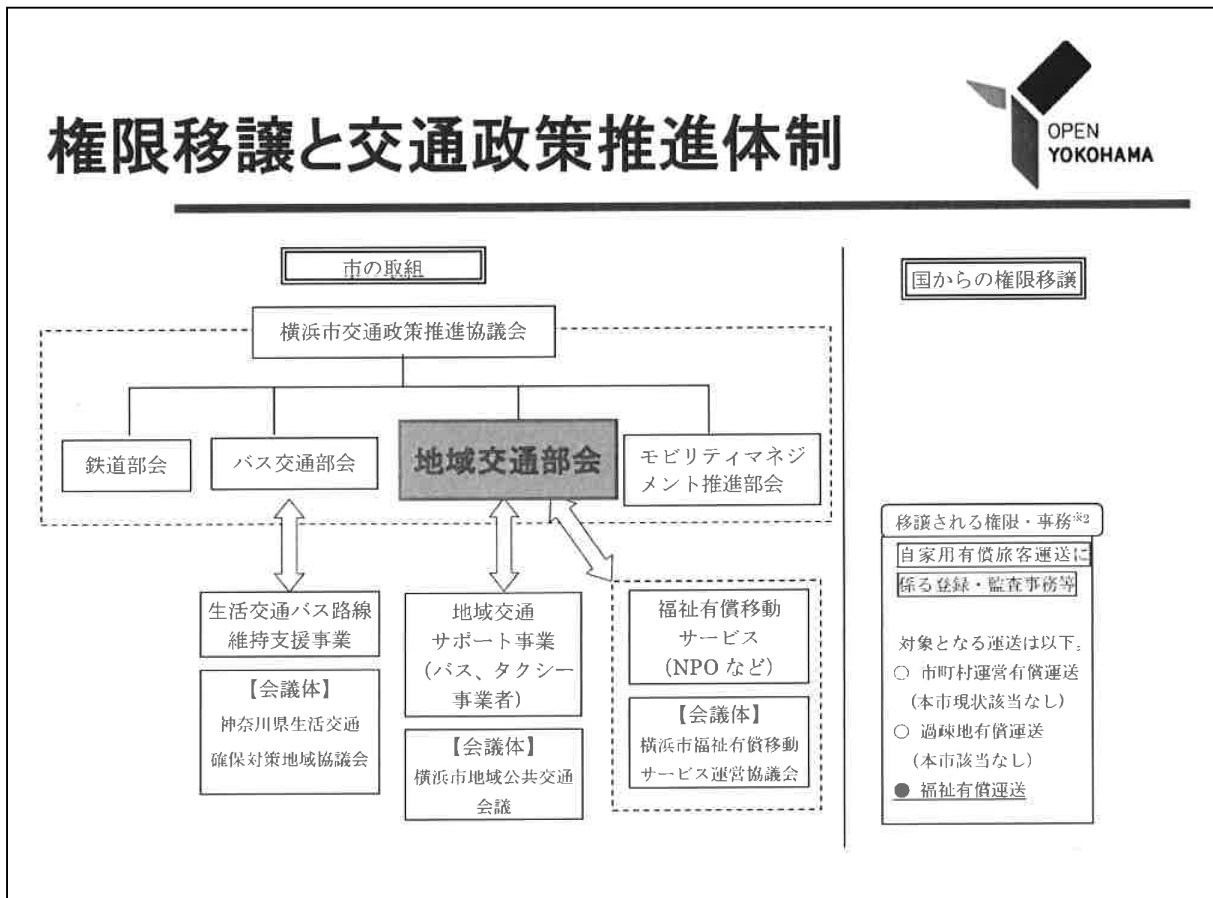 権限移譲と交通政策推進体制
OPEN
YOKOHAMA
市の取組
横浜市交通政策推進協議会
鉄道部会
バス交通部会
地域交通部会
モビリティマネジ
メント推進部会
生活交通バス路線
維持支援事業
【会議体】
神奈川県生活交通
確保対策地域協議会
地域交通
サポート事業
(バス、タクシー
事業者)
【会議体】
横浜市地域公共交通
会議
福祉有償移動
サービス
(NPO など)
【会議体】
横浜市福祉有償移動
サービス運営協議会
国からの権限移譲
移譲される権限・事務※2
自家用有償旅客運送に
係る登録・監査事務等
対象となる運送は以下。
○ 市町村運営有償運送
(本市現状該当なし)
○ 過疎地有償運送
(本市該当なし)
● 福祉有償運送